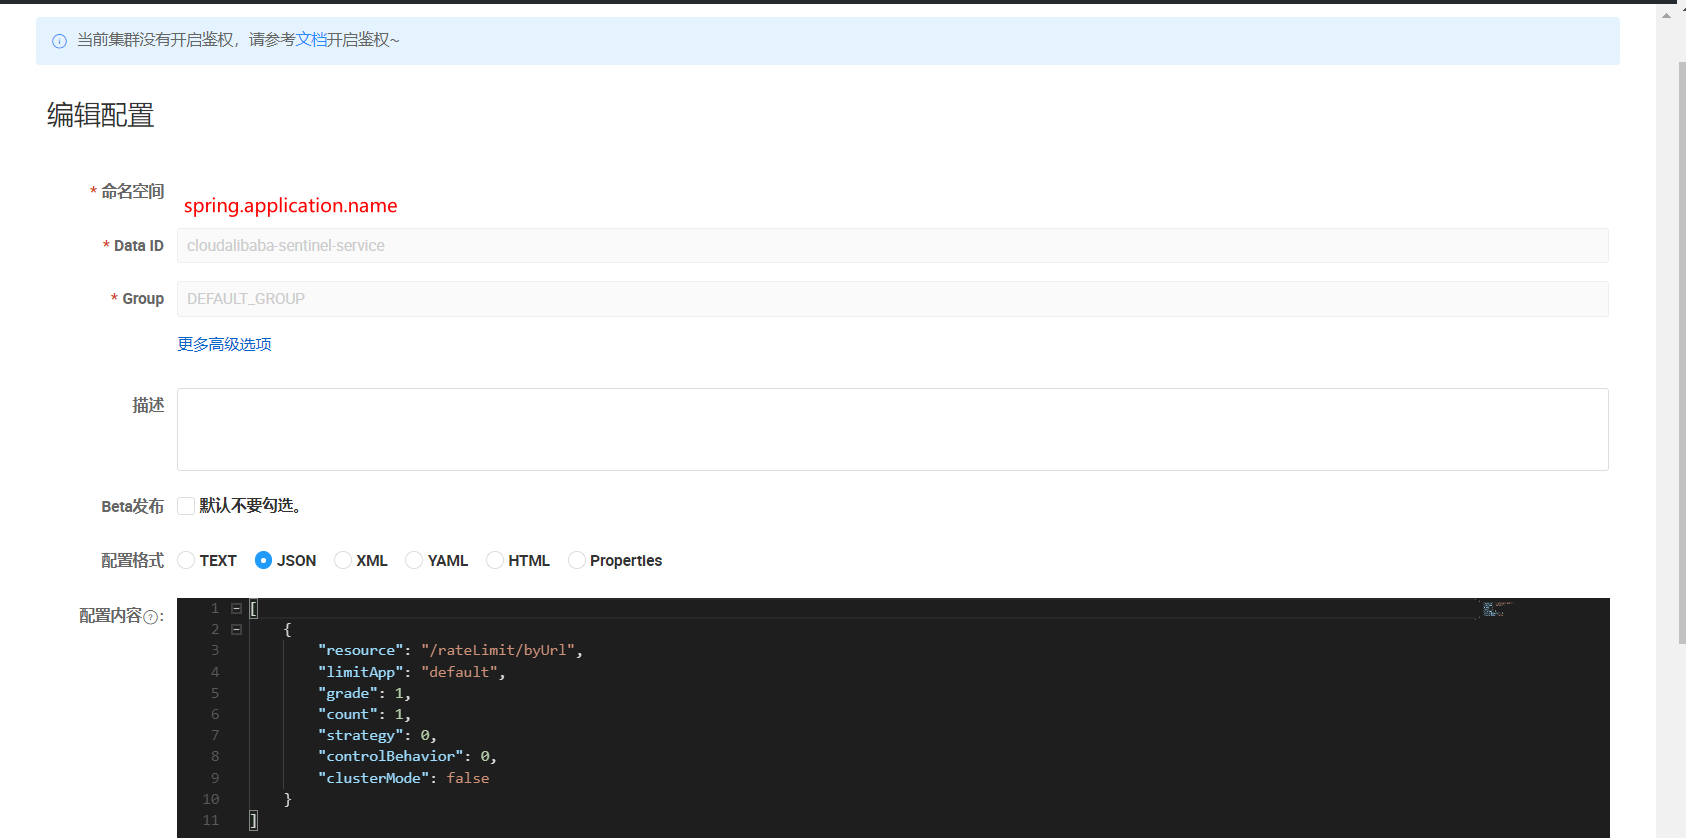 当前集群没有开启鉴权，请参考文档开启鉴权~
编辑配置
* 命名空间
spring.application.name
* Data ID cloudalibaba-sentinel-service
* Group DEFAULT_GROUP
更多高级选项
描述
Beta发布 默认不要勾选。
配置格式 TEXT JSON XML YAML HTML Properties
配置内容?:
1 [
2 {
3 "resource": "/rateLimit/byUrl",
4 "limitApp": "default",
5 "grade": 1,
6 "count": 1,
7 "strategy": 0,
8 "controlBehavior": 0,
9 "clusterMode": false
10 }
11 ]